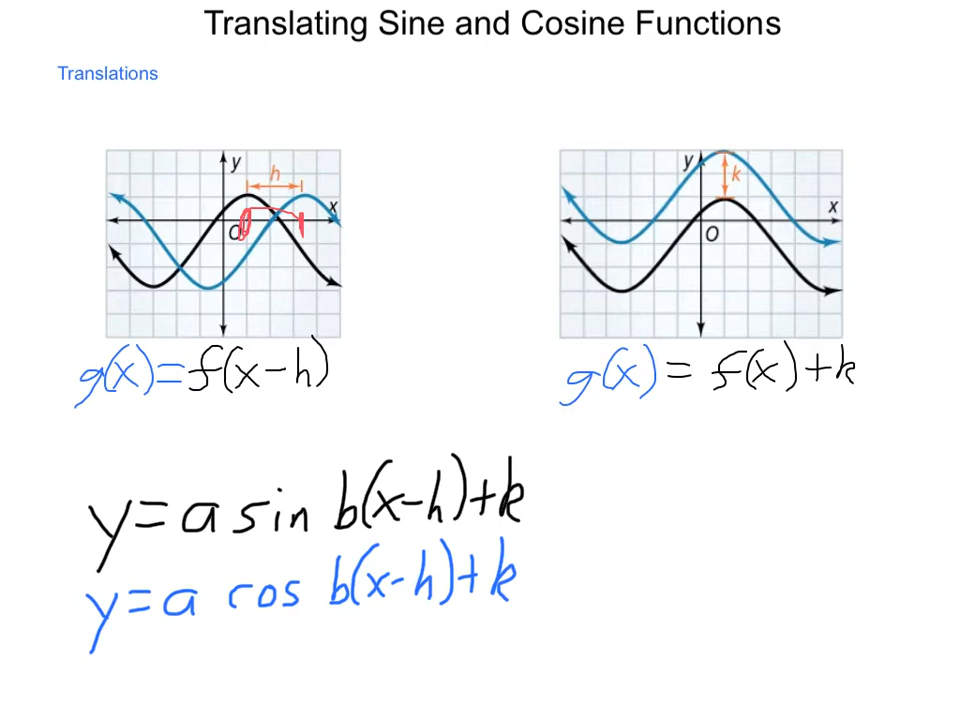 Translating Sine and Cosine Functions
Translations
y
h
x
O
y
k
x
O
g(x)=f(x-h)
g(x)=f(x)+k
y=a sin b(x-h)+k
y=a cos b(x-h)+k